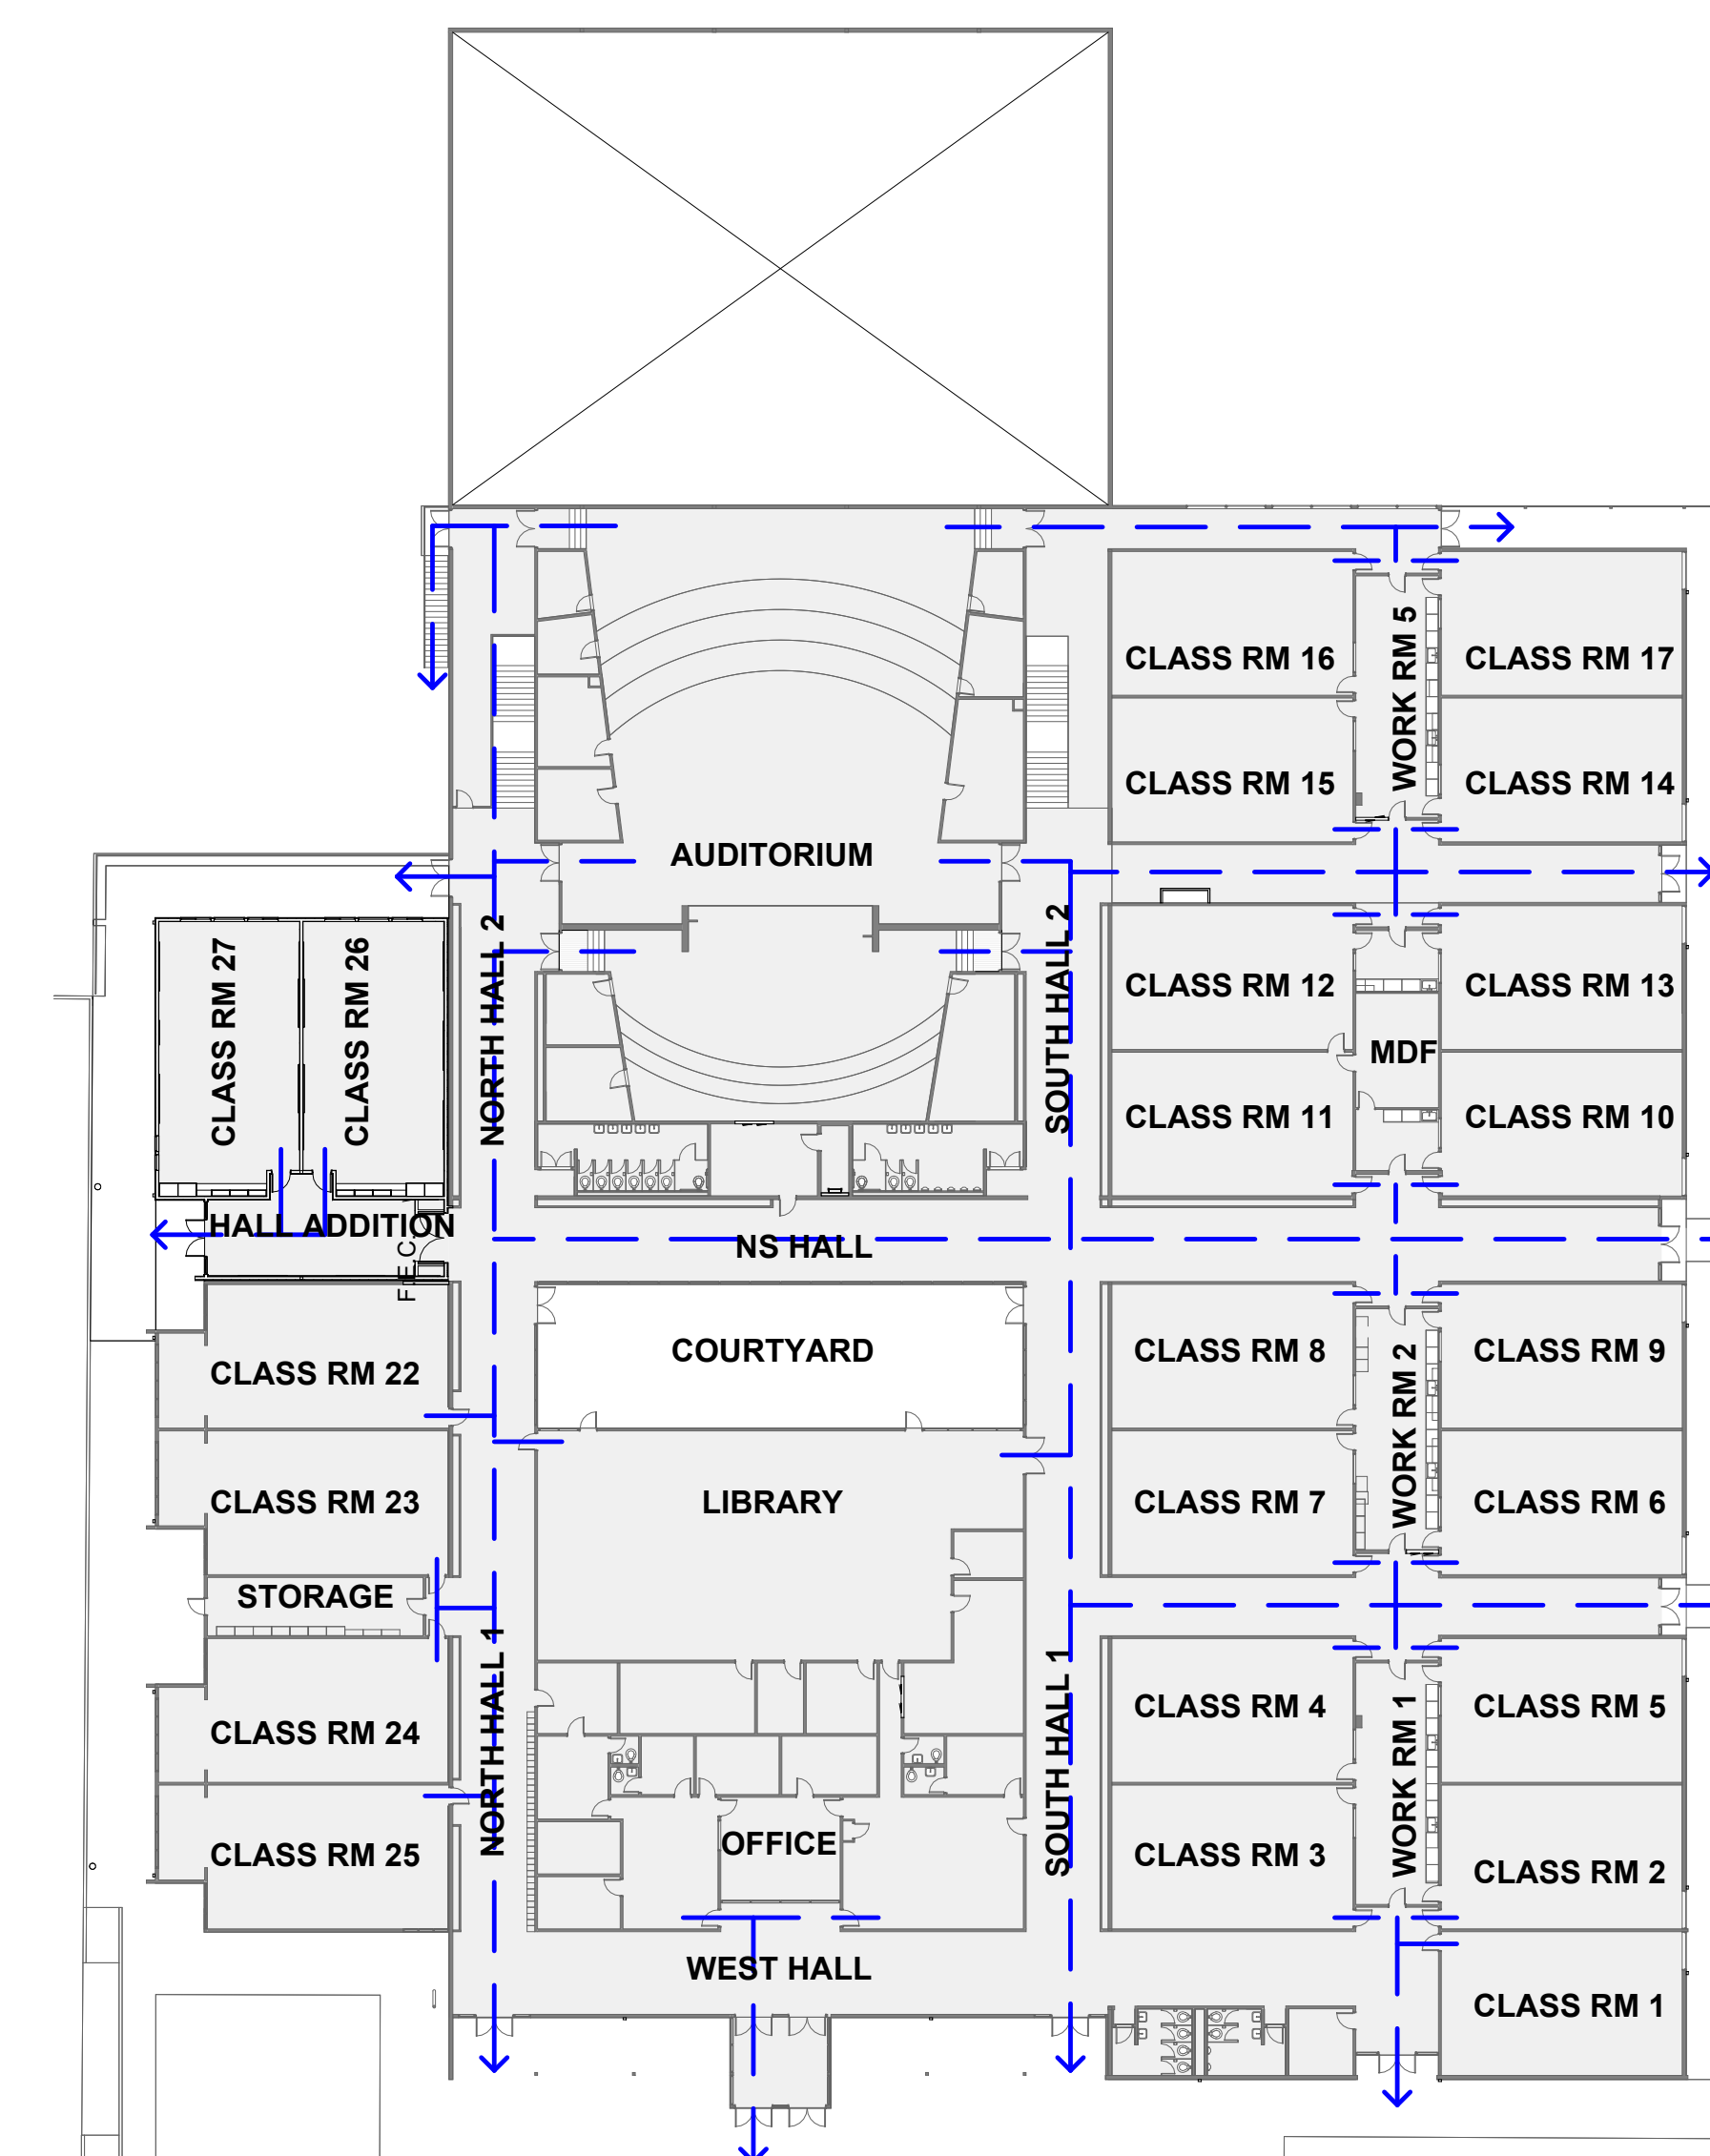 CLASS RM 16
WORK RM 5
CLASS RM 17
CLASS RM 15
CLASS RM 14
AUDITORIUM
CLASS RM 27
CLASS RM 26
NORTH HALL 2
SOUTH HALL 2
CLASS RM 12
CLASS RM 13
MDF
CLASS RM 11
CLASS RM 10
HALL ADDITION
F.E.C.
NS HALL
CLASS RM 22
COURTYARD
CLASS RM 8
WORK RM 2
CLASS RM 9
CLASS RM 23
LIBRARY
CLASS RM 7
CLASS RM 6
STORAGE
NORTH HALL 1
SOUTH HALL 1
CLASS RM 24
CLASS RM 4
WORK RM 1
CLASS RM 5
CLASS RM 25
OFFICE
CLASS RM 3
CLASS RM 2
WEST HALL
CLASS RM 1